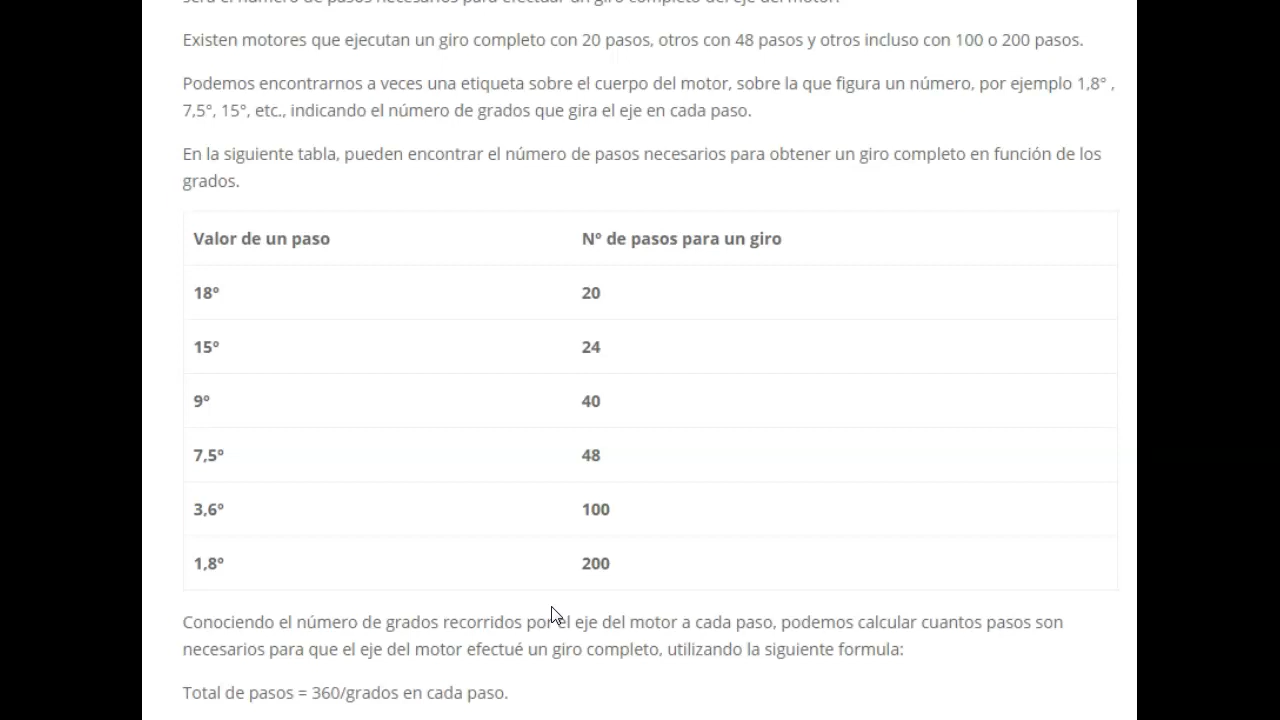 Existen motores que ejecutan un giro completo con 20 pasos, otros con 48 pasos y otros incluso con 100 o 200 pasos.
Podemos encontrarnos a veces una etiqueta sobre el cuerpo del motor, sobre la que figura un número, por ejemplo 1,8° ,
7,5°, 15°, etc., indicando el número de grados que gira el eje en cada paso.
En la siguiente tabla, pueden encontrar el número de pasos necesarios para obtener un giro completo en función de los
grados.
Valor de un paso Nº de pasos para un giro
18º 20
15º 24
9º 40
7,5º 48
3,6º 100
1,8º 200
Conociendo el número de grados recorridos por el eje del motor a cada paso, podemos calcular cuantos pasos son
necesarios para que el eje del motor efectué un giro completo, utilizando la siguiente formula:
Total de pasos = 360/grados en cada paso.